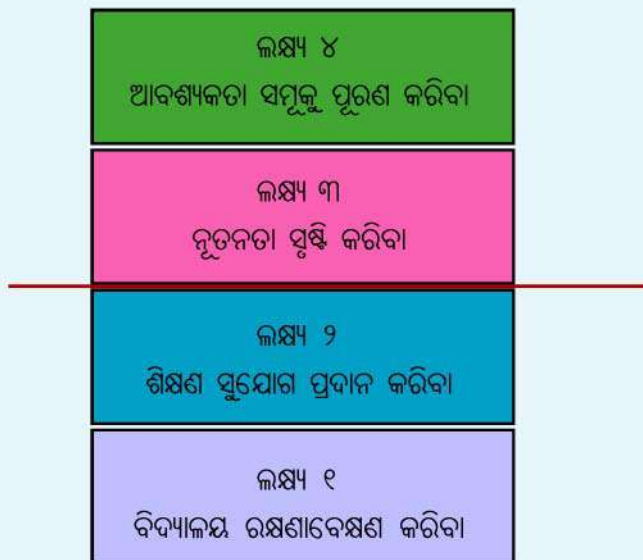 ଲକ୍ଷ୍ୟ ୪
ଆବଶ୍ୟକତା ସମୂକୁ ପୂରଣ କରିବା
ଲକ୍ଷ୍ୟ ୩
ନୂତନତା ସୃଷ୍ଟି କରିବା
ଲକ୍ଷ୍ୟ ୨
ଶିକ୍ଷଣ ସୁଯୋଗ ପ୍ରଦାନ କରିବା
ଲକ୍ଷ୍ୟ ୧
ବିଦ୍ୟାଳୟ ରକ୍ଷଣାବେକ୍ଷଣ କରିବା